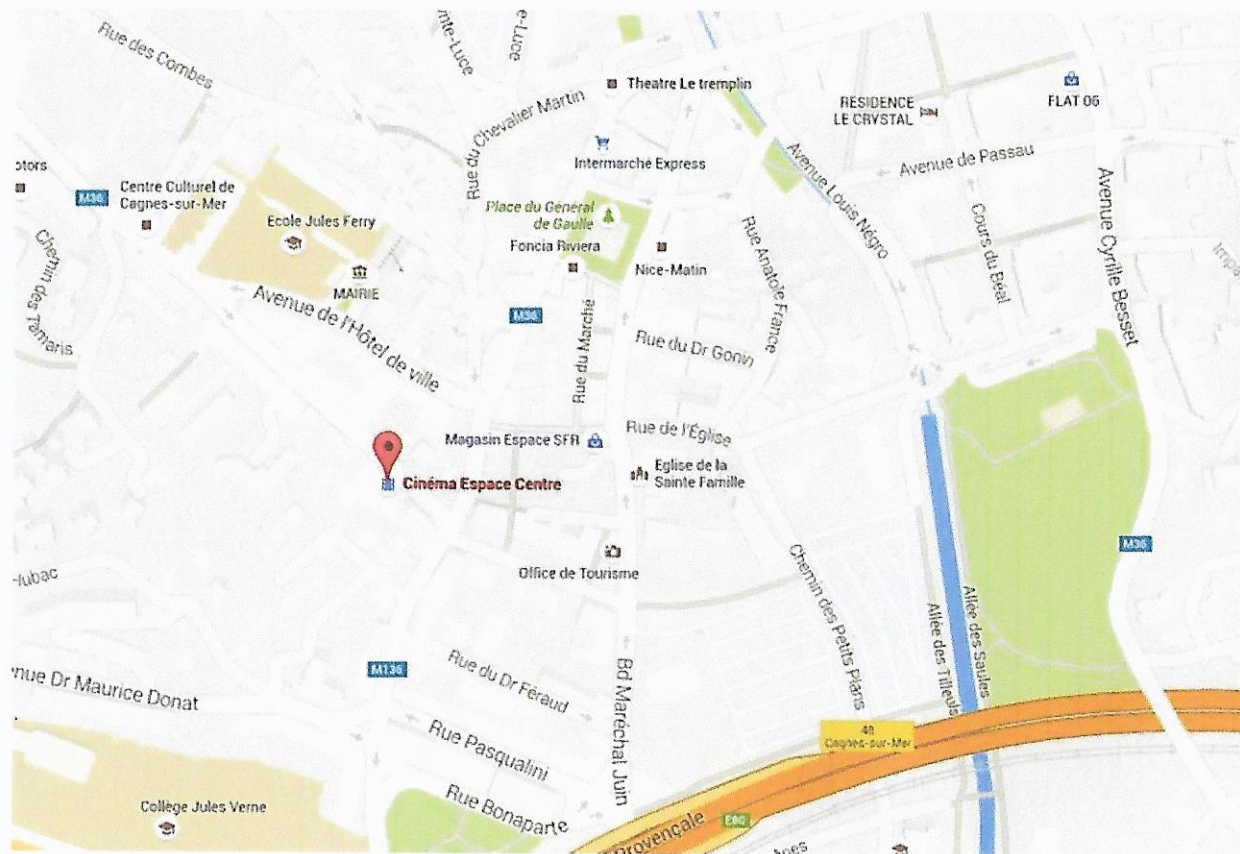 Rue des Combes
nte-Luce
e-Luce
Theatre Le tremplin
RESIDENCE
LE CRYSTAL
FLAT 06
Rue du Chevalier Martin
Intermarché Express
Avenue de Passau
Avenue Louis Négro
otors
M36
Centre Culturel de
Cagnes-sur-Mer
Ecole Jules Ferry
Place du Général
de Gaulle
Foncia Riviera
Nice-Matin
Rue Anatole France
Cours du Béal
Avenue Cyrille Besset
Impa
Chemin des Tamaris
MAIRIE
Avenue de l'Hôtel de ville
M36
Rue du Marché
Rue du Dr Gonin
Magasin Espace SFR
Rue de l'Église
Cinéma Espace Centre
Eglise de la
Sainte Famille
Office de Tourisme
Chemin des Petits Plans
M36
Hubac
Allée des Tilleuls
Allée des Saules
M136
Rue du Dr Féraud
Bd Maréchal Juin
nue Dr Maurice Donat
Rue Pasqualini
48
Cagnes-sur-Mer
Collège Jules Verne
Rue Bonaparte
Provençale
E80